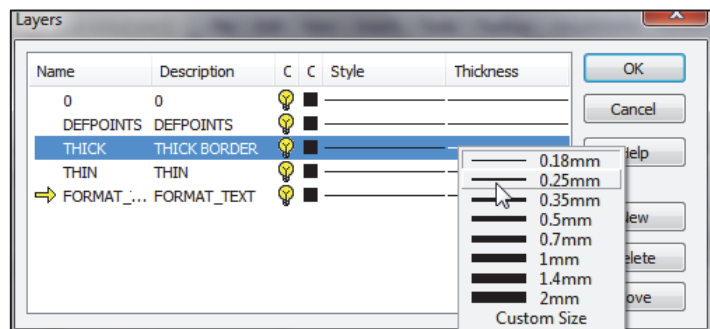 Layers
Name Description C C Style Thickness
0 0
DEFPOINTS DEFPOINTS
THICK THICK BORDER
THIN THIN
FORMAT_'... FORMAT_TEXT
0.18mm
0.25mm
0.35mm
0.5mm
0.7mm
1mm
1.4mm
2mm
Custom Size
OK
Cancel
elp
ew
elete
ove